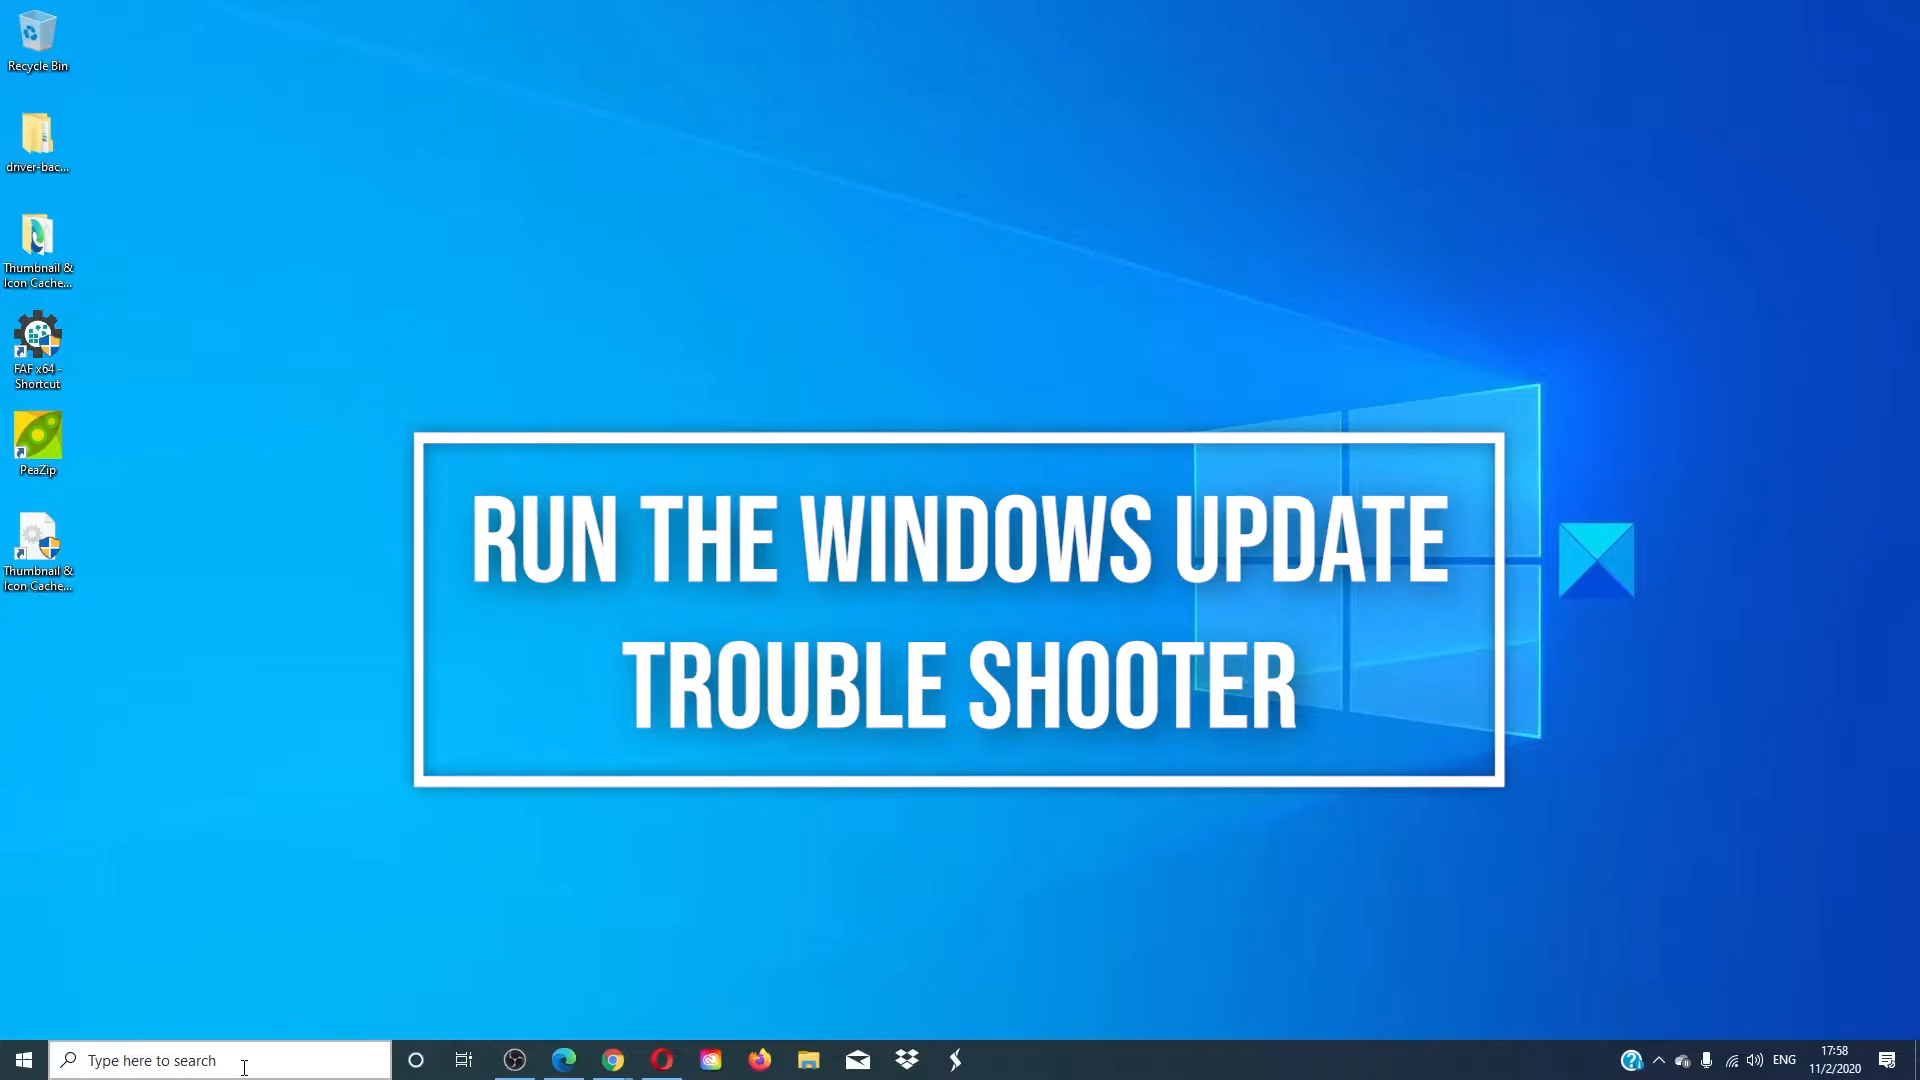 Recycle Bin
driver-bac...
Thumbnail &
Icon Cache...
FAF x64 -
Shortcut
PeaZip
Thumbnail &
Icon Cache...
RUN THE WINDOWS UPDATE
TROUBLE SHOOTER
Type here to search
ENG
17:58
11/2/2020